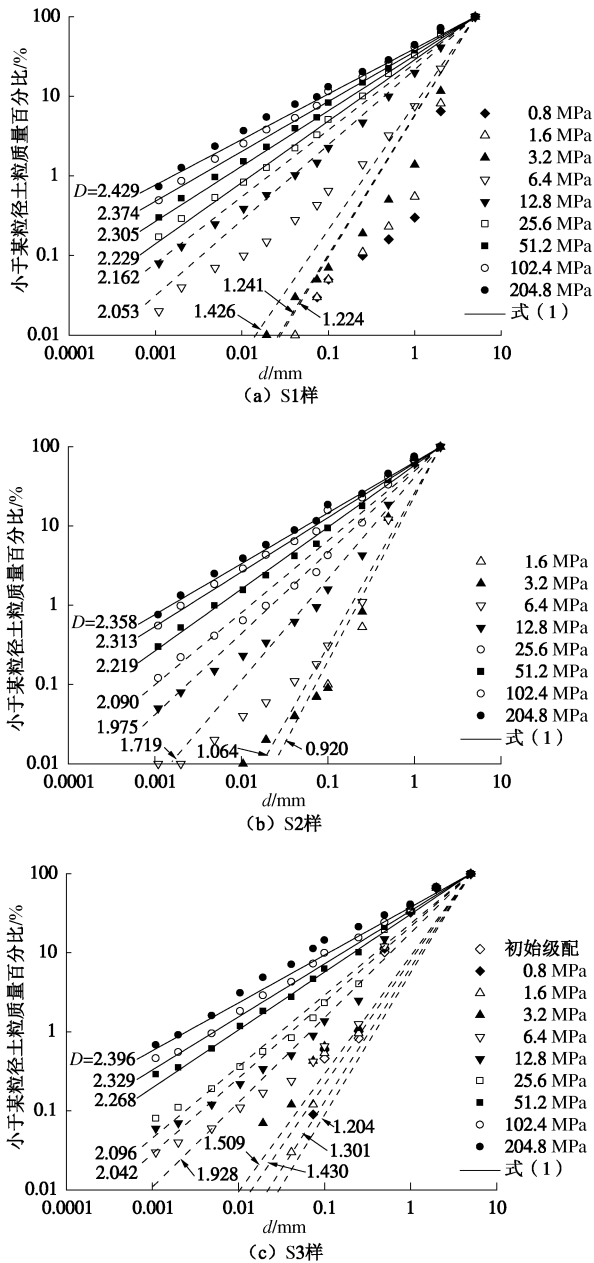 小于某粒径土粒质量百分比/%
100
10
1
0.1
0.01
0.0001
0.001
0.01
0.1
1
10
d/mm
D=2.429
2.374
2.305
2.229
2.162
2.053
1.426
1.241
1.224
0.8 MPa
1.6 MPa
3.2 MPa
6.4 MPa
12.8 MPa
25.6 MPa
51.2 MPa
102.4 MPa
204.8 MPa
式（1）
（a）S1样
小于某粒径土粒质量百分比/%
100
10
1
0.1
0.01
0.0001
0.001
0.01
0.1
1
10
d/mm
D=2.358
2.313
2.219
2.090
1.975
1.719
1.064
0.920
1.6 MPa
3.2 MPa
6.4 MPa
12.8 MPa
25.6 MPa
51.2 MPa
102.4 MPa
204.8 MPa
式（1）
（b）S2样
小于某粒径土粒质量百分比/%
100
10
1
0.1
0.01
0.0001
0.001
0.01
0.1
1
10
d/mm
D=2.396
2.329
2.268
2.096
2.042
1.928
1.509
1.430
1.301
1.204
初始级配
0.8 MPa
1.6 MPa
3.2 MPa
6.4 MPa
12.8 MPa
25.6 MPa
51.2 MPa
102.4 MPa
204.8 MPa
式（1）
（c）S3样